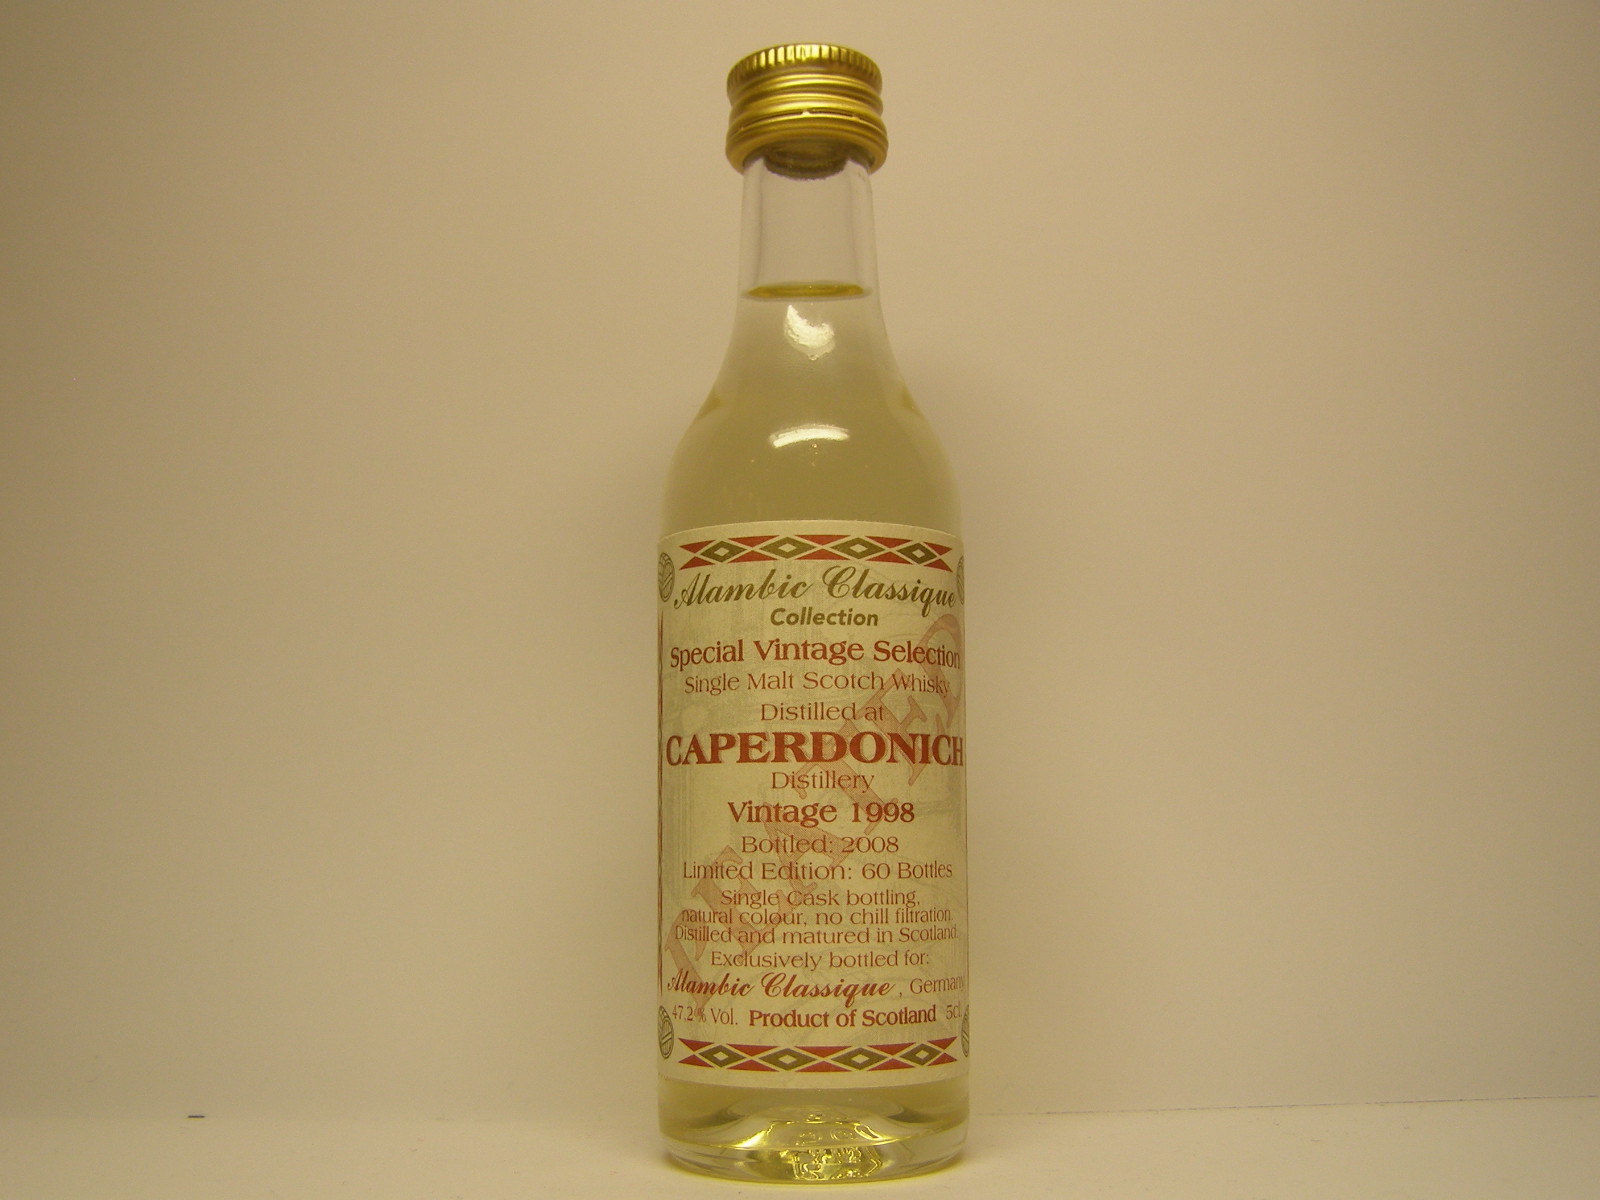 Alambic Classique
Collection
Special Vintage Selection
Single Malt Scotch Whisky
Distilled at
CAPERDONICH
Distillery
Vintage 1998
Bottled: 2008
Limited Edition: 60 Bottles
Single Cask bottling,
natural colour, no chill filtration.
Distilled and matured in Scotland.
Exclusively bottled for:
Alambic Classique, Germany
47,2% Vol. Product of Scotland 5cl.
PEATED